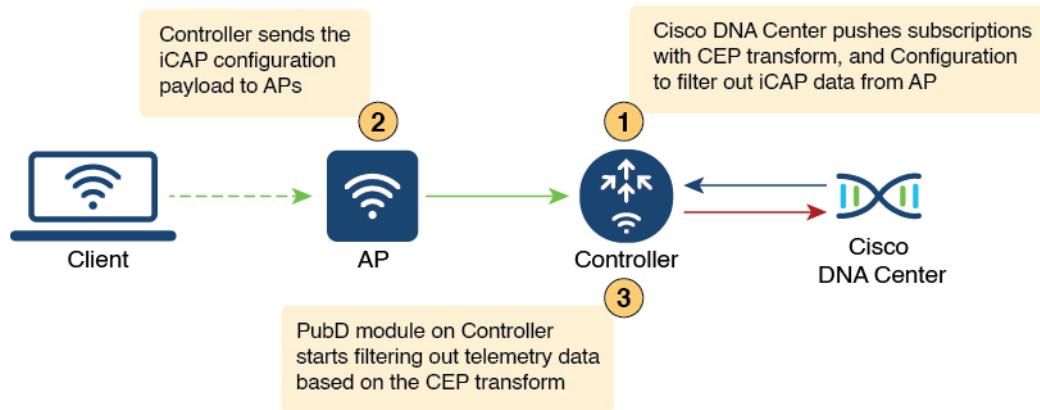 Controller sends the
iCAP configuration
payload to APs
Cisco DNA Center pushes subscriptions
with CEP transform, and Configuration
to filter out iCAP data from AP
2
1
Client
AP
Controller
Cisco
DNA Center
3
PubD module on Controller
starts filtering out telemetry data
based on the CEP transform